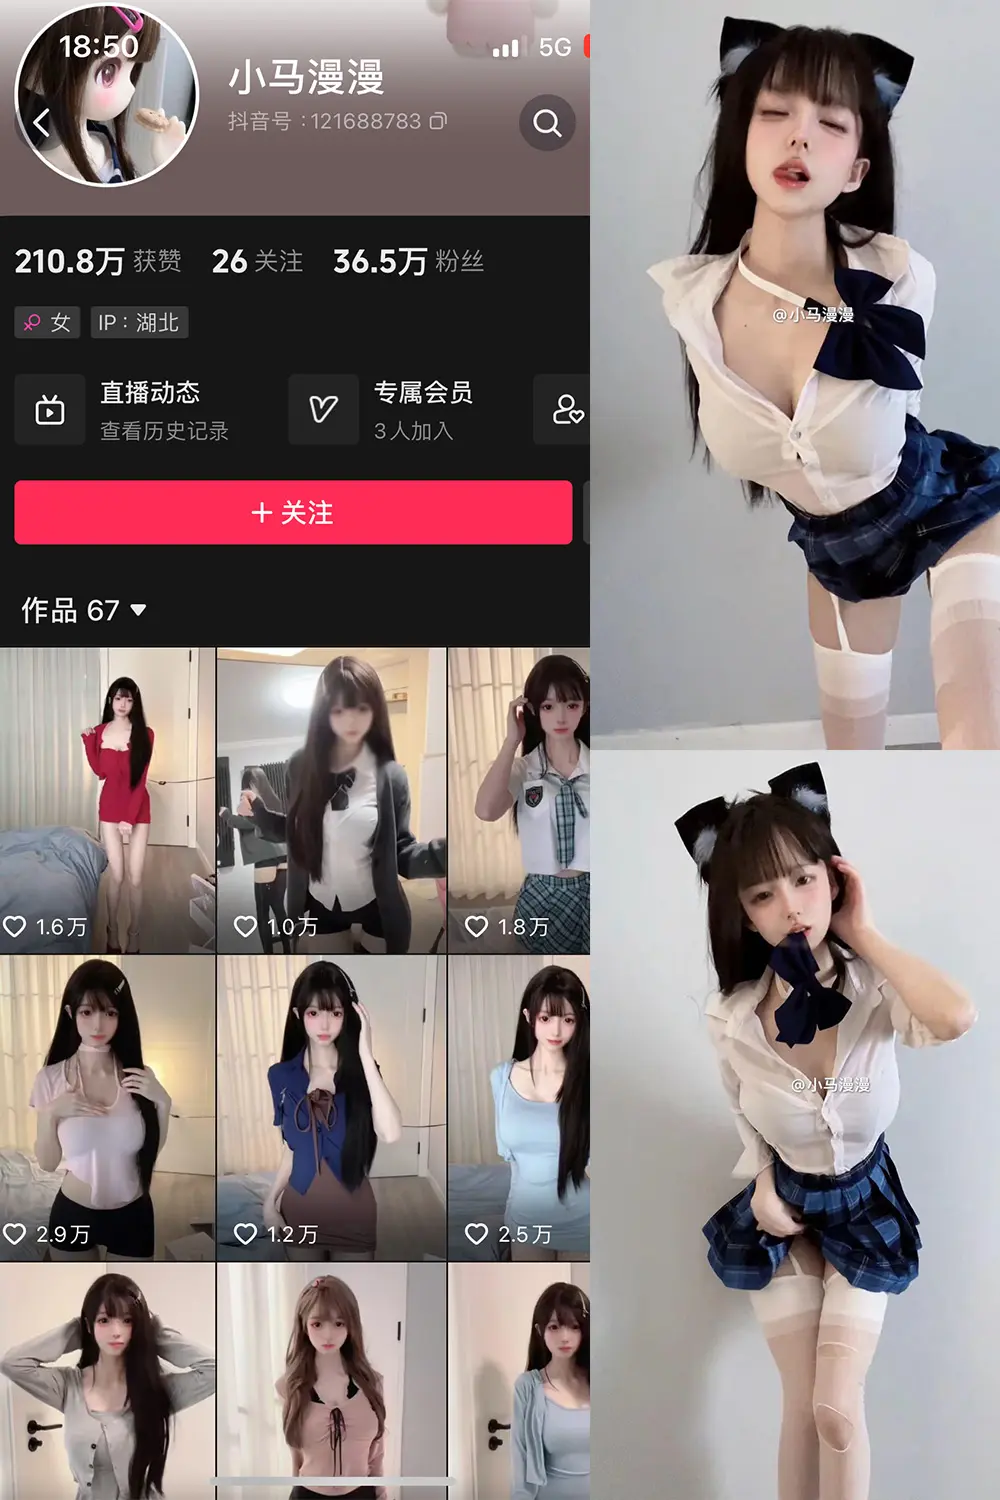 18:50
5G
小马漫漫
抖音号：121688783
210.8万 获赞 26 关注 36.5万 粉丝
女 IP：湖北
直播动态
查看历史记录
专属会员
3人加入
+ 关注
作品 67
1.6万
1.0万
1.8万
2.9万
1.2万
2.5万
@小马漫漫
@小马漫漫